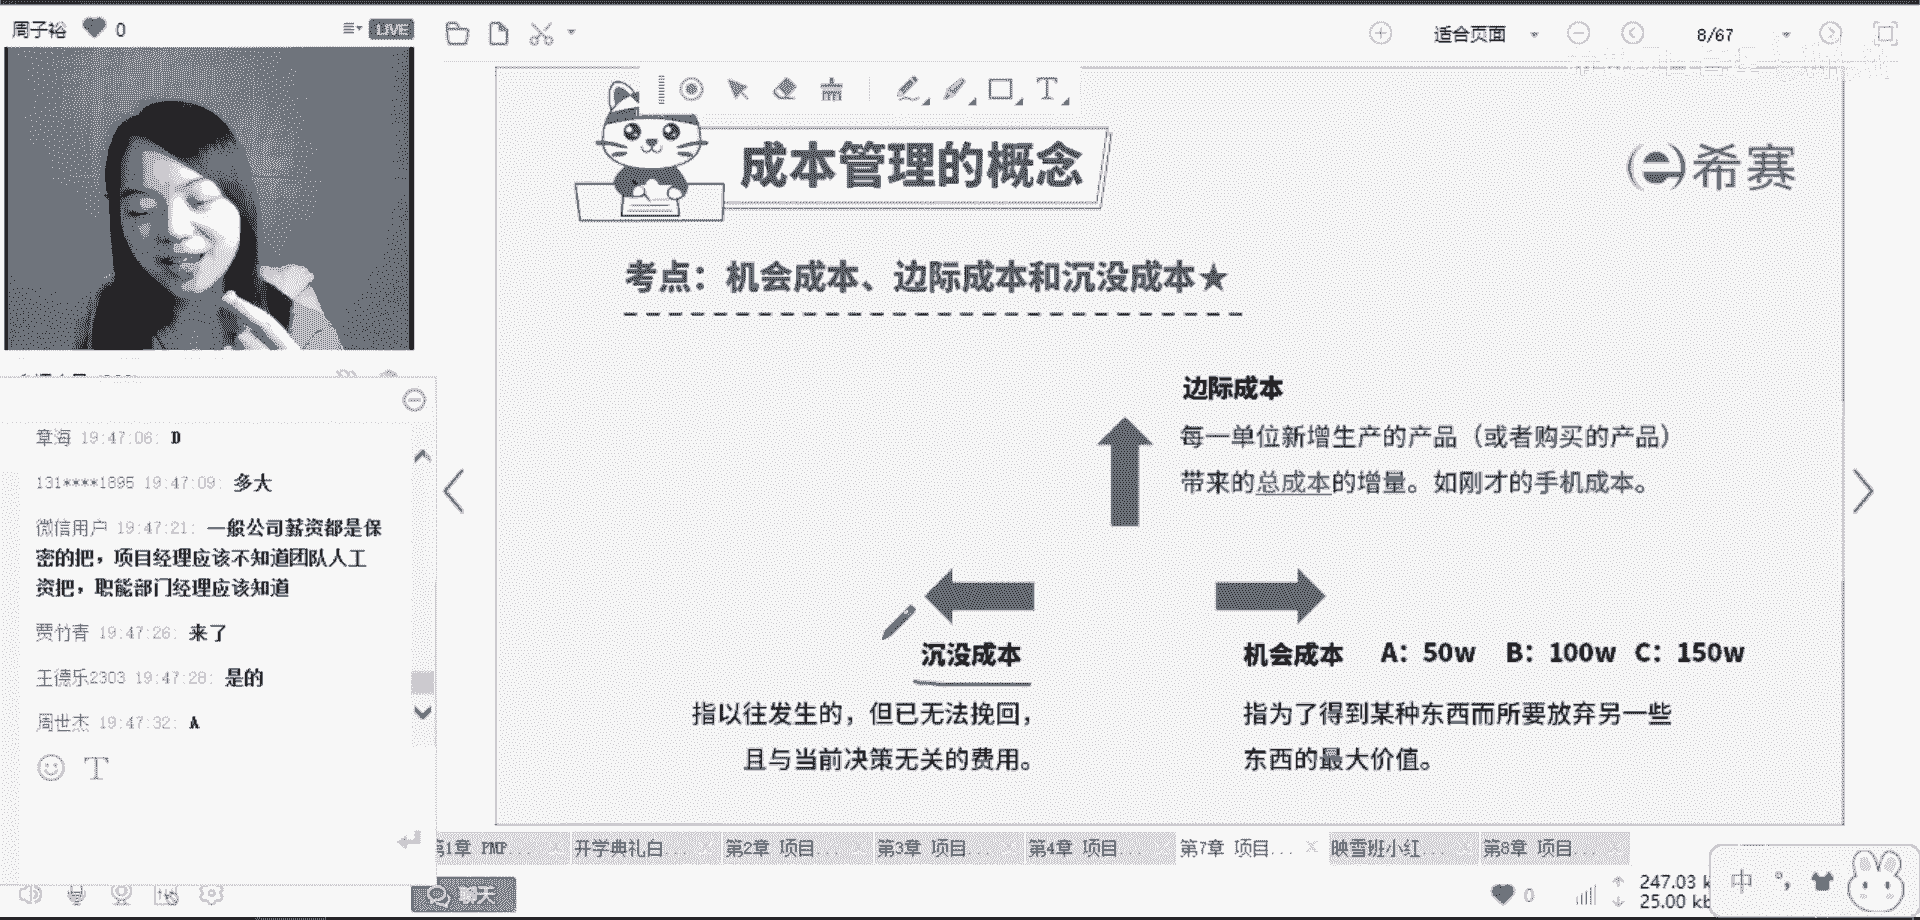 周子裕 0 LIVE
适合页面 8/67
成本管理的概念
希赛
考点：机会成本、边际成本和沉没成本★
边际成本
每一单位新增生产的产品（或者购买的产品）
带来的总成本的增量。如刚才的手机成本。
沉没成本
指以往发生的，但已无法挽回，
且与当前决策无关的费用。
机会成本 A：50w B：100w C：150w
指为了得到某种东西而所要放弃另一些
东西的最大价值。
章海 19:47:06: D
131****1895 19:47:09: 多大
微信用户 19:47:21: 一般公司薪资都是保
密的把，项目经理应该不知道团队人工
资把，职能部门经理应该知道
贾竹青 19:47:26: 来了
王德乐2303 19:47:28: 是的
周世杰 19:47:32: A
T
第1章 PMP... 开学典礼白... 第2章 项目... 第3章 项目... 第4章 项目... 第7章 项目... 映雪班小红... 第8章 项目...
聊天
0
247.03 k
25.00 kb
中